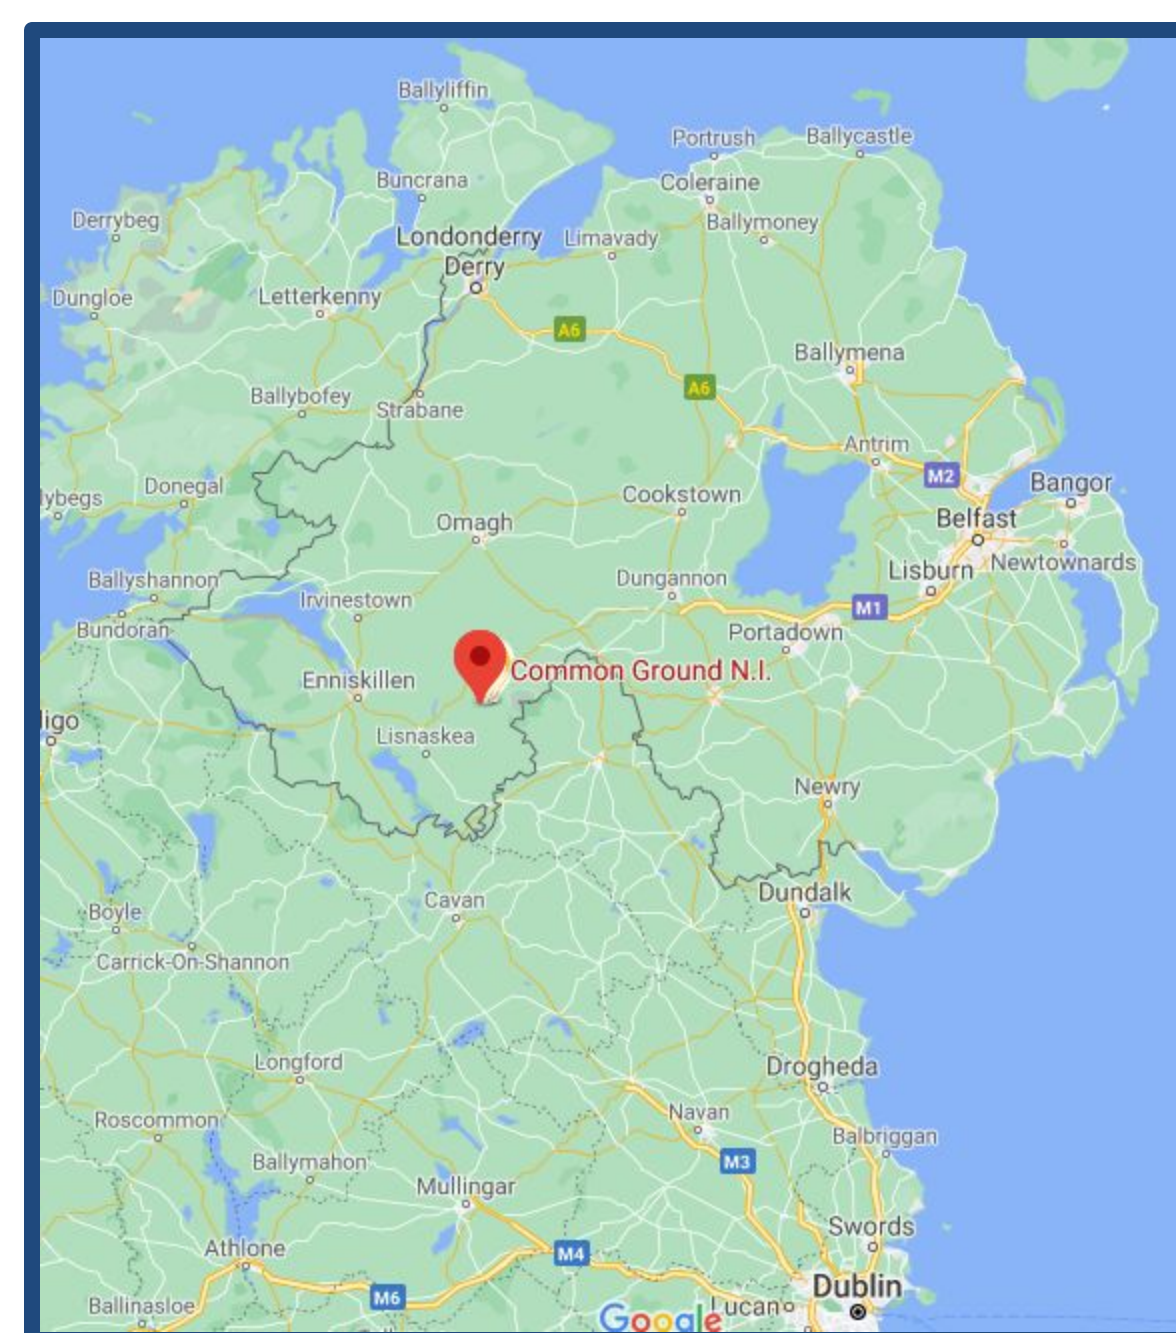 Ballyliffin
Portrush
Ballycastle
Buncrana
Coleraine
Derrybeg
Ballymoney
Londonderry
Derry
Limavady
Dungloe
Letterkenny
A6
Ballymena
A6
Ballybofey
Strabane
Antrim
M2
Donegal
lybegs
Cookstown
Bangor
Omagh
Belfast
Ballyshannon
Irvinestown
Dungannon
Lisburn
Newtownards
M1
Bundoran
Portadown
Common Ground N.I.
Enniskillen
ligo
Lisnaskea
Newry
Cavan
Dundalk
Boyle
Carrick-On-Shannon
Longford
Drogheda
Roscommon
Navan
Balbriggan
Ballymahon
M3
Mullingar
Swords
Athlone
M4
Dublin
M6
Ballinasloe
Google
Lucan